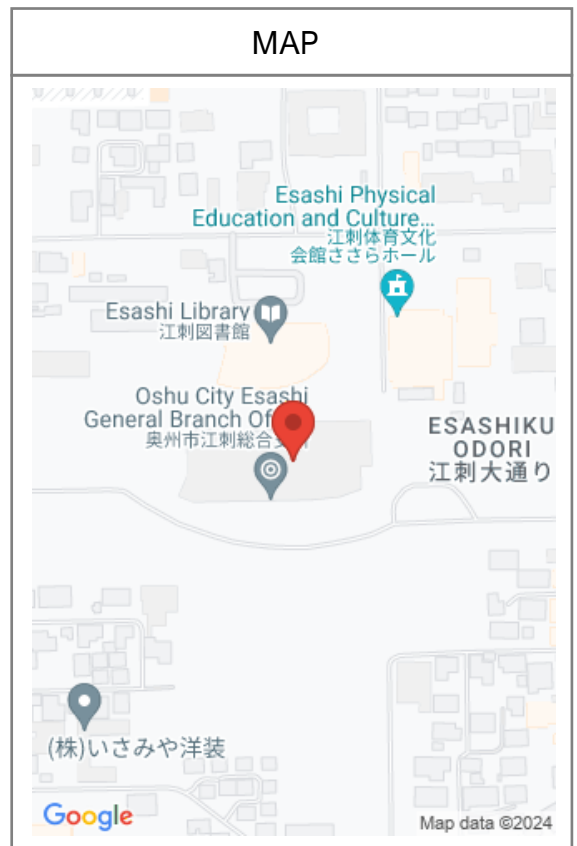 MAP
Esashi Physical
Education and Culture...
江刺体育文化
会館ささらホール
Esashi Library
江刺図書館
Oshu City Esashi
General Branch Of
奥州市江刺総合
ESASHIKU
ODORI
江刺大通り
(株)いさみや洋装
Google
Map data ©2024